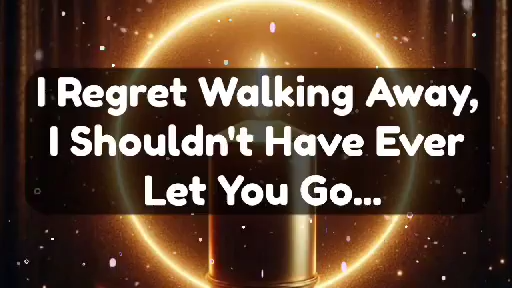 I Regret Walking Away,
I Shouldn't Have Ever
Let You Go...